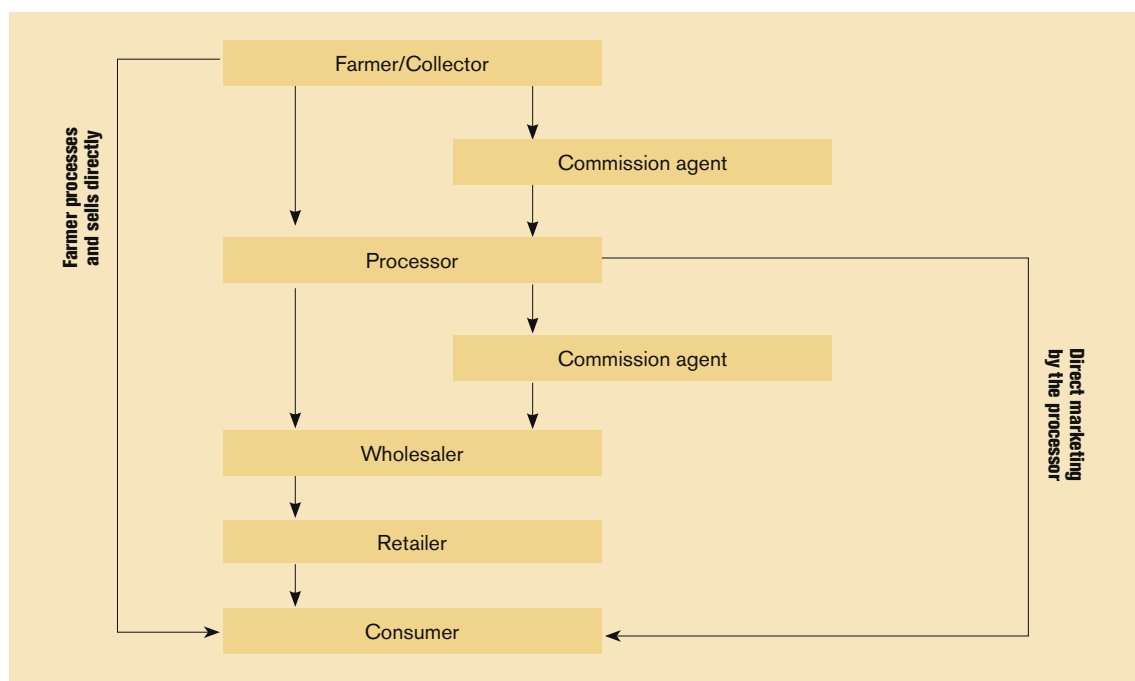 Farmer/Collector
Farmer processes
and sells directly
Commission agent
Processor
Commission agent
Direct marketing
by the processor
Wholesaler
Retailer
Consumer